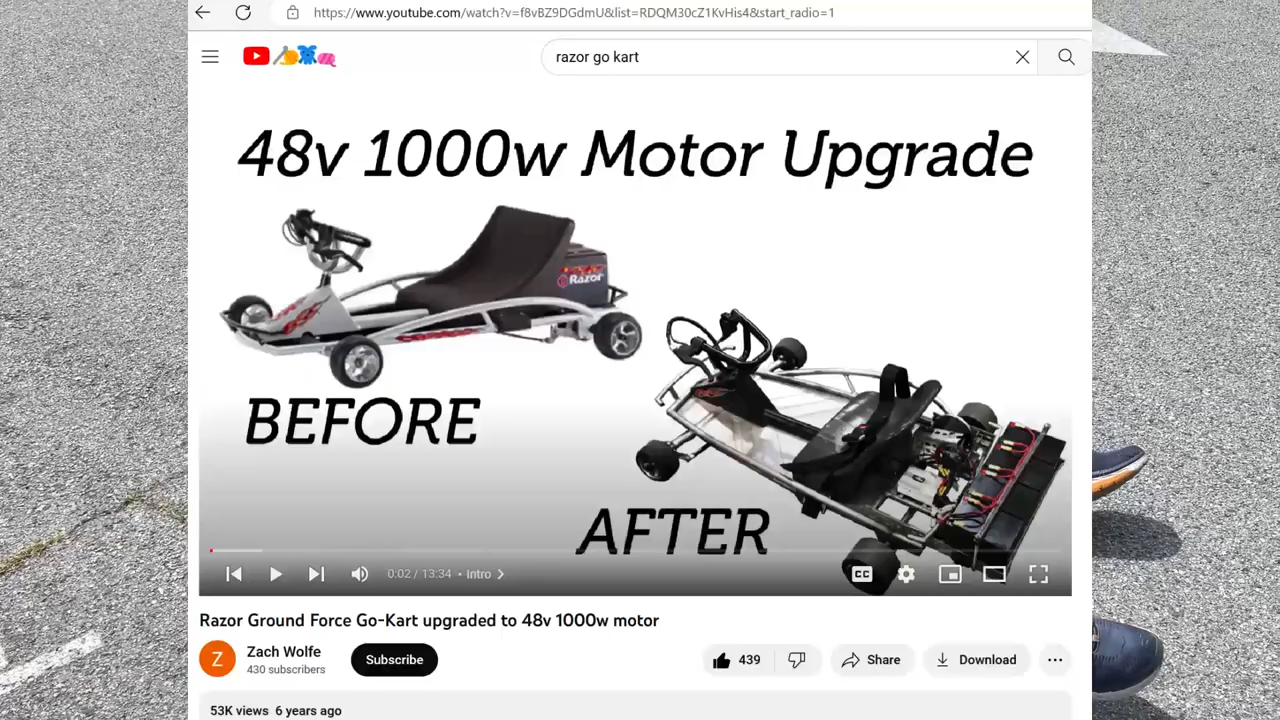 https://www.youtube.com/watch?v=f8vBZ9DGdmU&list=RDQM30cZ1KvHis4&start_radio=1
razor go kart
48v 1000w Motor Upgrade
Razor
BEFORE
AFTER
0:02 / 13:34 • Intro
CC
Razor Ground Force Go-Kart upgraded to 48v 1000w motor
Z
Zach Wolfe
430 subscribers
Subscribe
439
Share
Download
53K views 6 years ago